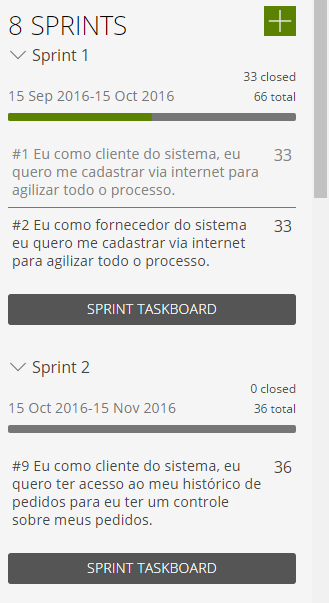 8 SPRINTS
Sprint 1
33 closed
15 Sep 2016-15 Oct 2016 66 total
#1 Eu como cliente do sistema, eu 33
quero me cadastrar via internet para
agilizar todo o processo.
#2 Eu como fornecedor do sistema 33
eu quero me cadastrar via internet
para agilizar todo o processo.
SPRINT TASKBOARD
Sprint 2
0 closed
15 Oct 2016-15 Nov 2016 36 total
#9 Eu como cliente do sistema, eu 36
quero ter acesso ao meu histórico de
pedidos para eu ter um controle
sobre meus pedidos.
SPRINT TASKBOARD